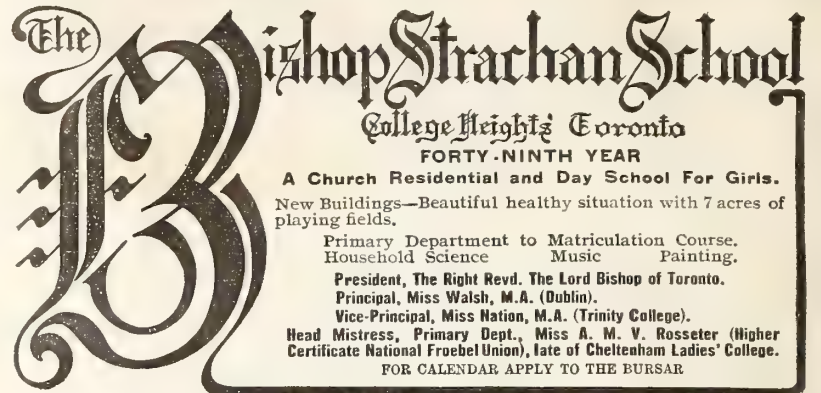 The Bishop Strachan School
College Heights Toronto
FORTY-NINTH YEAR
A Church Residential and Day School For Girls.
New Buildings—Beautiful healthy situation with 7 acres of
playing fields.
Primary Department to Matriculation Course.
Household Science Music Painting.
President, The Right Revd. The Lord Bishop of Toronto.
Principal, Miss Walsh, M.A. (Dublin).
Vice-Principal, Miss Nation, M.A. (Trinity College).
Head Mistress, Primary Dept., Miss A. M. V. Rosseter (Higher
Certificate National Froebel Union), late of Cheltenham Ladies' College.
FOR CALENDAR APPLY TO THE BURSAR